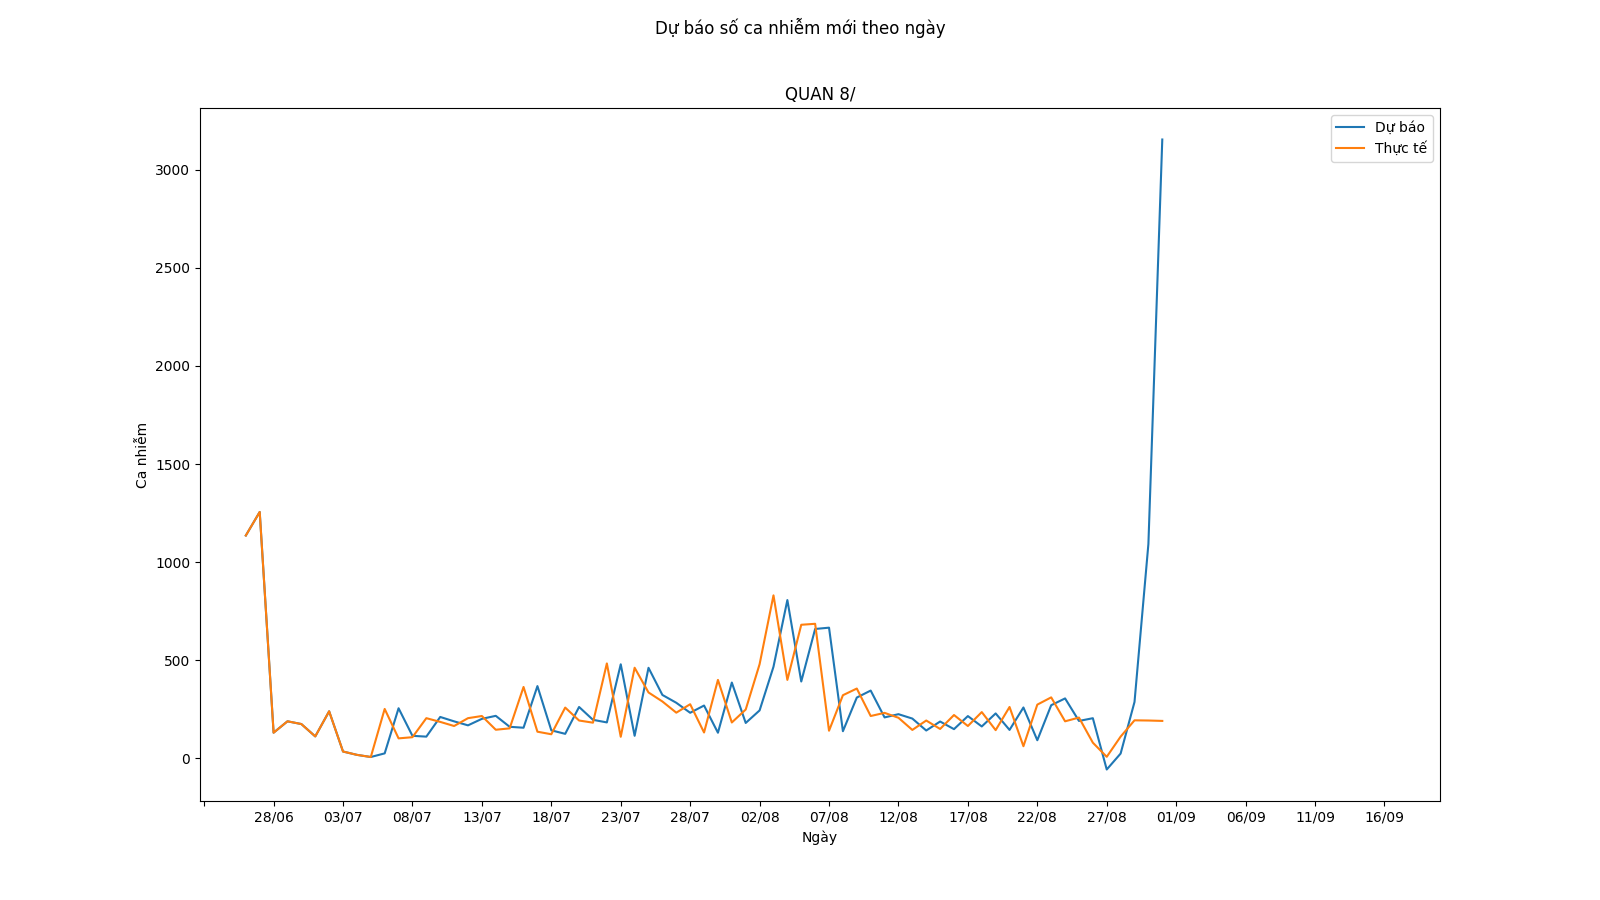 Dự báo số ca nhiễm mới theo ngày
QUAN 8/
Dự báo
Thực tế
3000
2500
2000
1500
1000
500
0
Ca nhiễm
28/06 03/07 08/07 13/07 18/07 23/07 28/07 02/08 07/08 12/08 17/08 22/08 27/08 01/09 06/09 11/09 16/09
Ngày